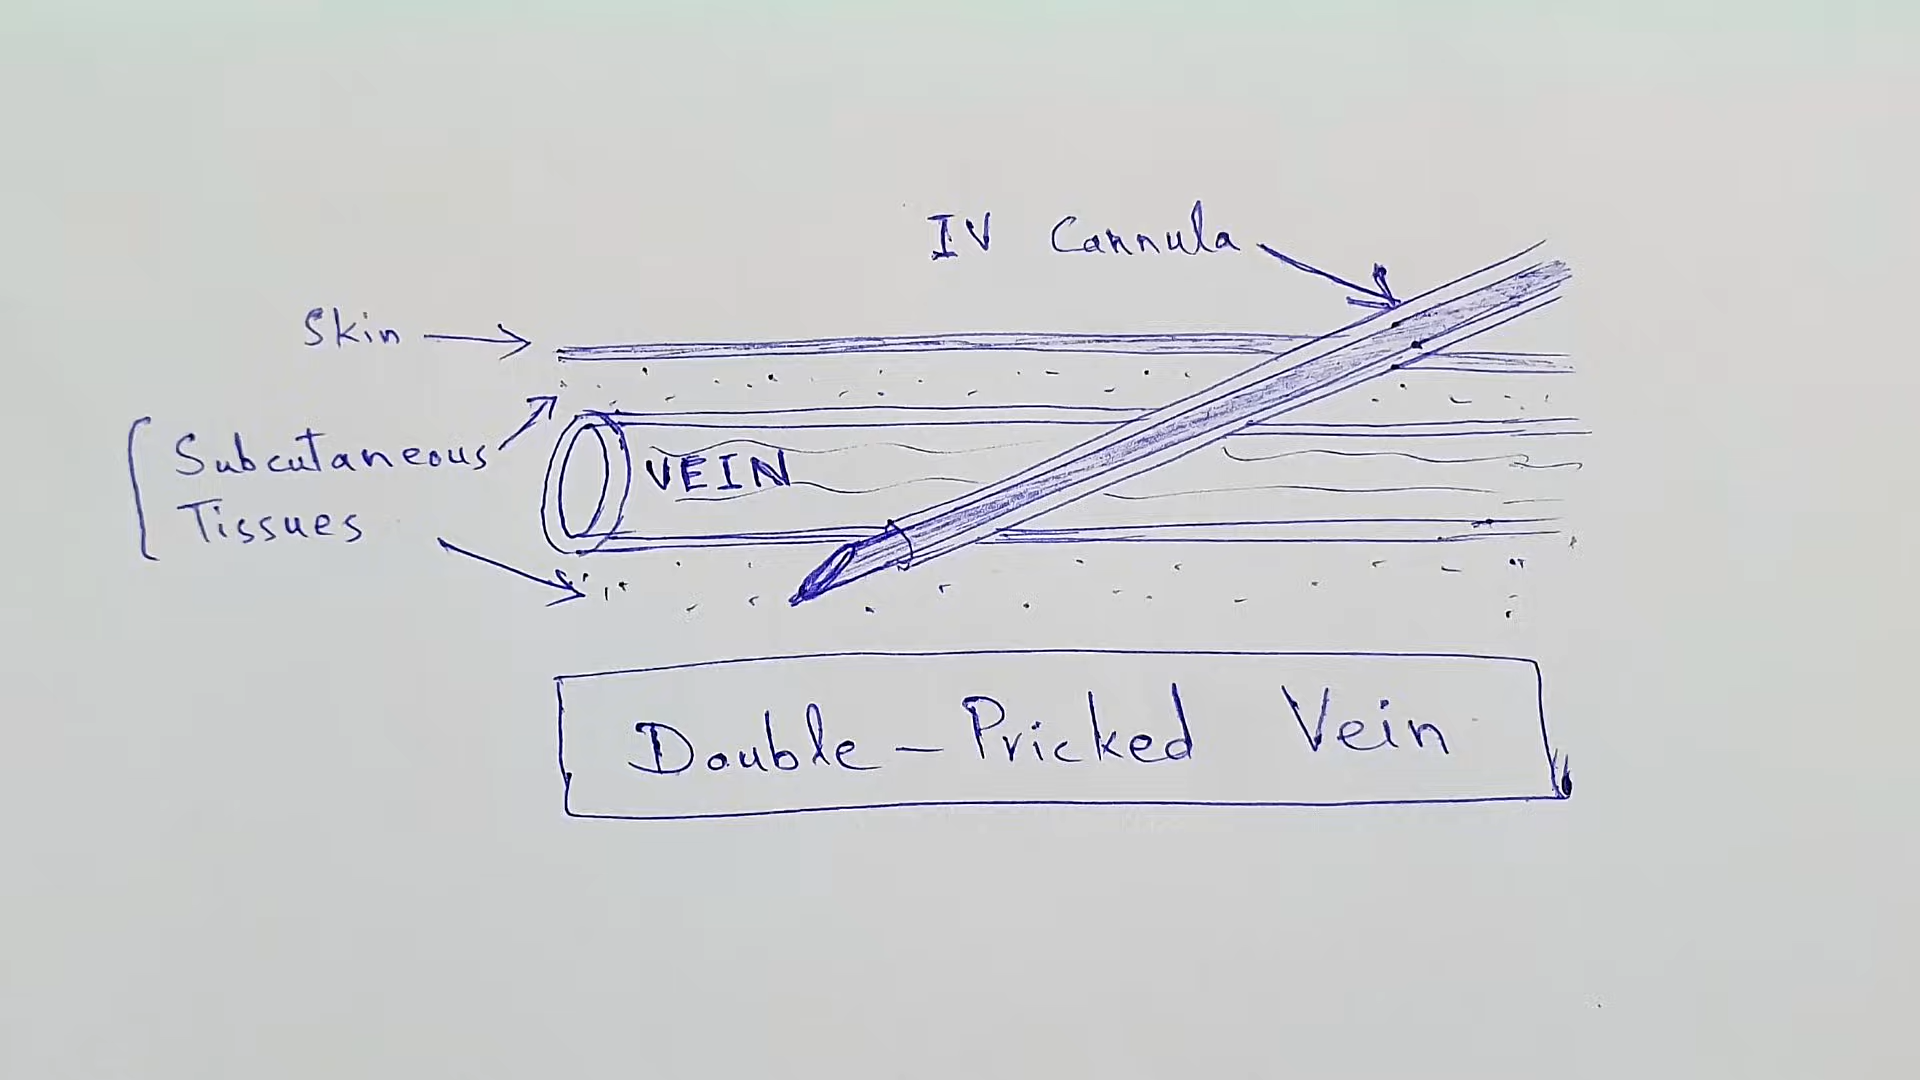 IV Cannula
Skin
Subcutaneous
Tissues
VEIN
Double-Pricked Vein